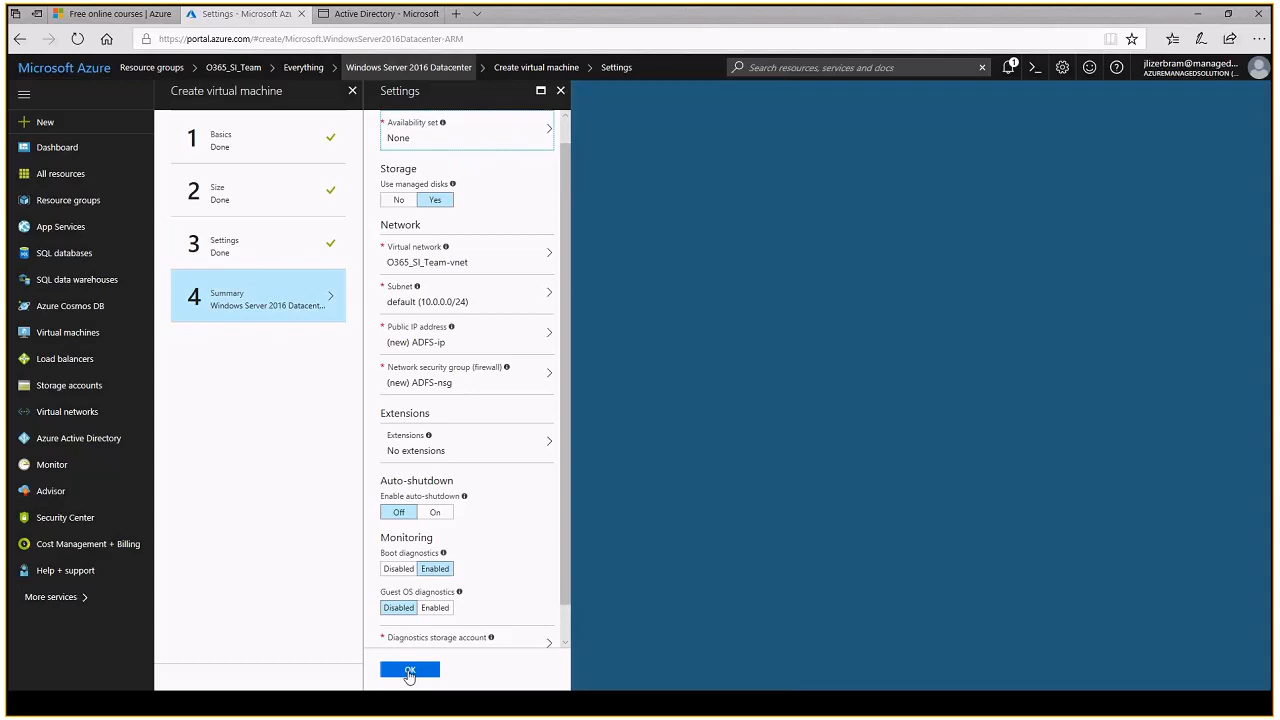 Free online courses | Azure
Settings - Microsoft Azu
Active Directory - Microsoft
https://portal.azure.com/#create/Microsoft.WindowsServer2016Datacenter-ARM
Microsoft Azure
Resource groups
O365_SI_Team
Everything
Windows Server 2016 Datacenter
Create virtual machine
Settings
Search resources, services and docs
1
jlizerbram@managed...
AZUREMANAGEDSOLUTION (...
New
Dashboard
All resources
Resource groups
App Services
SQL databases
SQL data warehouses
Azure Cosmos DB
Virtual machines
Load balancers
Storage accounts
Virtual networks
Azure Active Directory
Monitor
Advisor
Security Center
Cost Management + Billing
Help + support
More services
Create virtual machine
1
Basics
Done
2
Size
Done
3
Settings
Done
4
Summary
Windows Server 2016 Datacent...
Settings
* Availability set
None
Storage
Use managed disks
No Yes
Network
* Virtual network
O365_SI_Team-vnet
* Subnet
default (10.0.0.0/24)
* Public IP address
(new) ADFS-ip
* Network security group (firewall)
(new) ADFS-nsg
Extensions
Extensions
No extensions
Auto-shutdown
Enable auto-shutdown
Off On
Monitoring
Boot diagnostics
Disabled Enabled
Guest OS diagnostics
Disabled Enabled
* Diagnostics storage account
OK